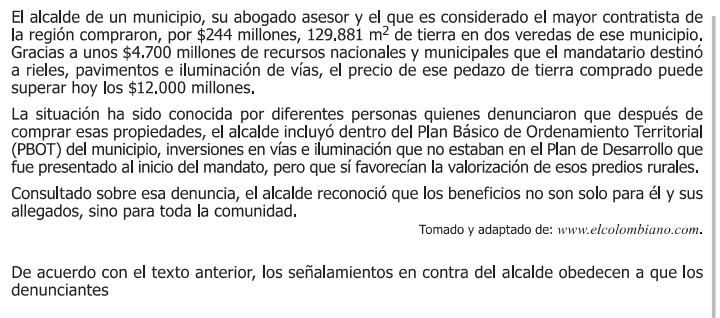 El alcalde de un municipio, su abogado asesor y el que es considerado el mayor contratista de
la región compraron, por $244 millones, 129.881 m² de tierra en dos veredas de ese municipio.
Gracias a unos $4.700 millones de recursos nacionales y municipales que el mandatario destinó
a rieles, pavimentos e iluminación de vías, el precio de ese pedazo de tierra comprado puede
superar hoy los $12.000 millones.
La situación ha sido conocida por diferentes personas quienes denunciaron que después de
comprar esas propiedades, el alcalde incluyó dentro del Plan Básico de Ordenamiento Territorial
(PBOT) del municipio, inversiones en vías e iluminación que no estaban en el Plan de Desarrollo que
fue presentado al inicio del mandato, pero que sí favorecían la valorización de esos predios rurales.
Consultado sobre esa denuncia, el alcalde reconoció que los beneficios no son solo para él y sus
allegados, sino para toda la comunidad.
Tomado y adaptado de: www.elcolombiano.com.
De acuerdo con el texto anterior, los señalamientos en contra del alcalde obedecen a que los
denunciantes